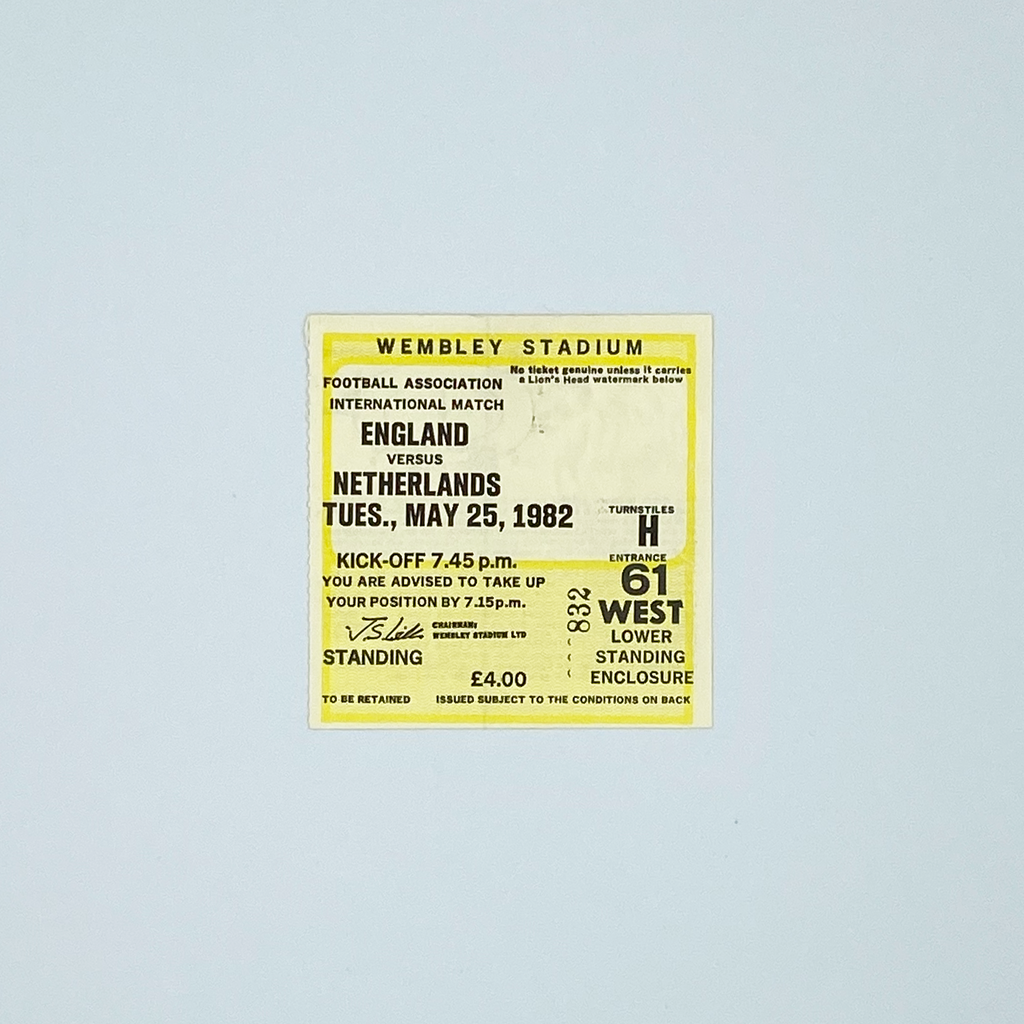 WEMBLEY STADIUM
No ticket genuine unless it carries
a Lion's Head watermark below
FOOTBALL ASSOCIATION
INTERNATIONAL MATCH
ENGLAND
VERSUS
NETHERLANDS
TUES., MAY 25, 1982
KICK-OFF 7.45 p.m.
YOU ARE ADVISED TO TAKE UP
YOUR POSITION BY 7.15p.m.
CHAIRMAN:
WEMBLEY STADIUM LTD
STANDING
£4.00
TURNSTILES
H
ENTRANCE
61
WEST
LOWER
STANDING
ENCLOSURE
832
TO BE RETAINED ISSUED SUBJECT TO THE CONDITIONS ON BACK